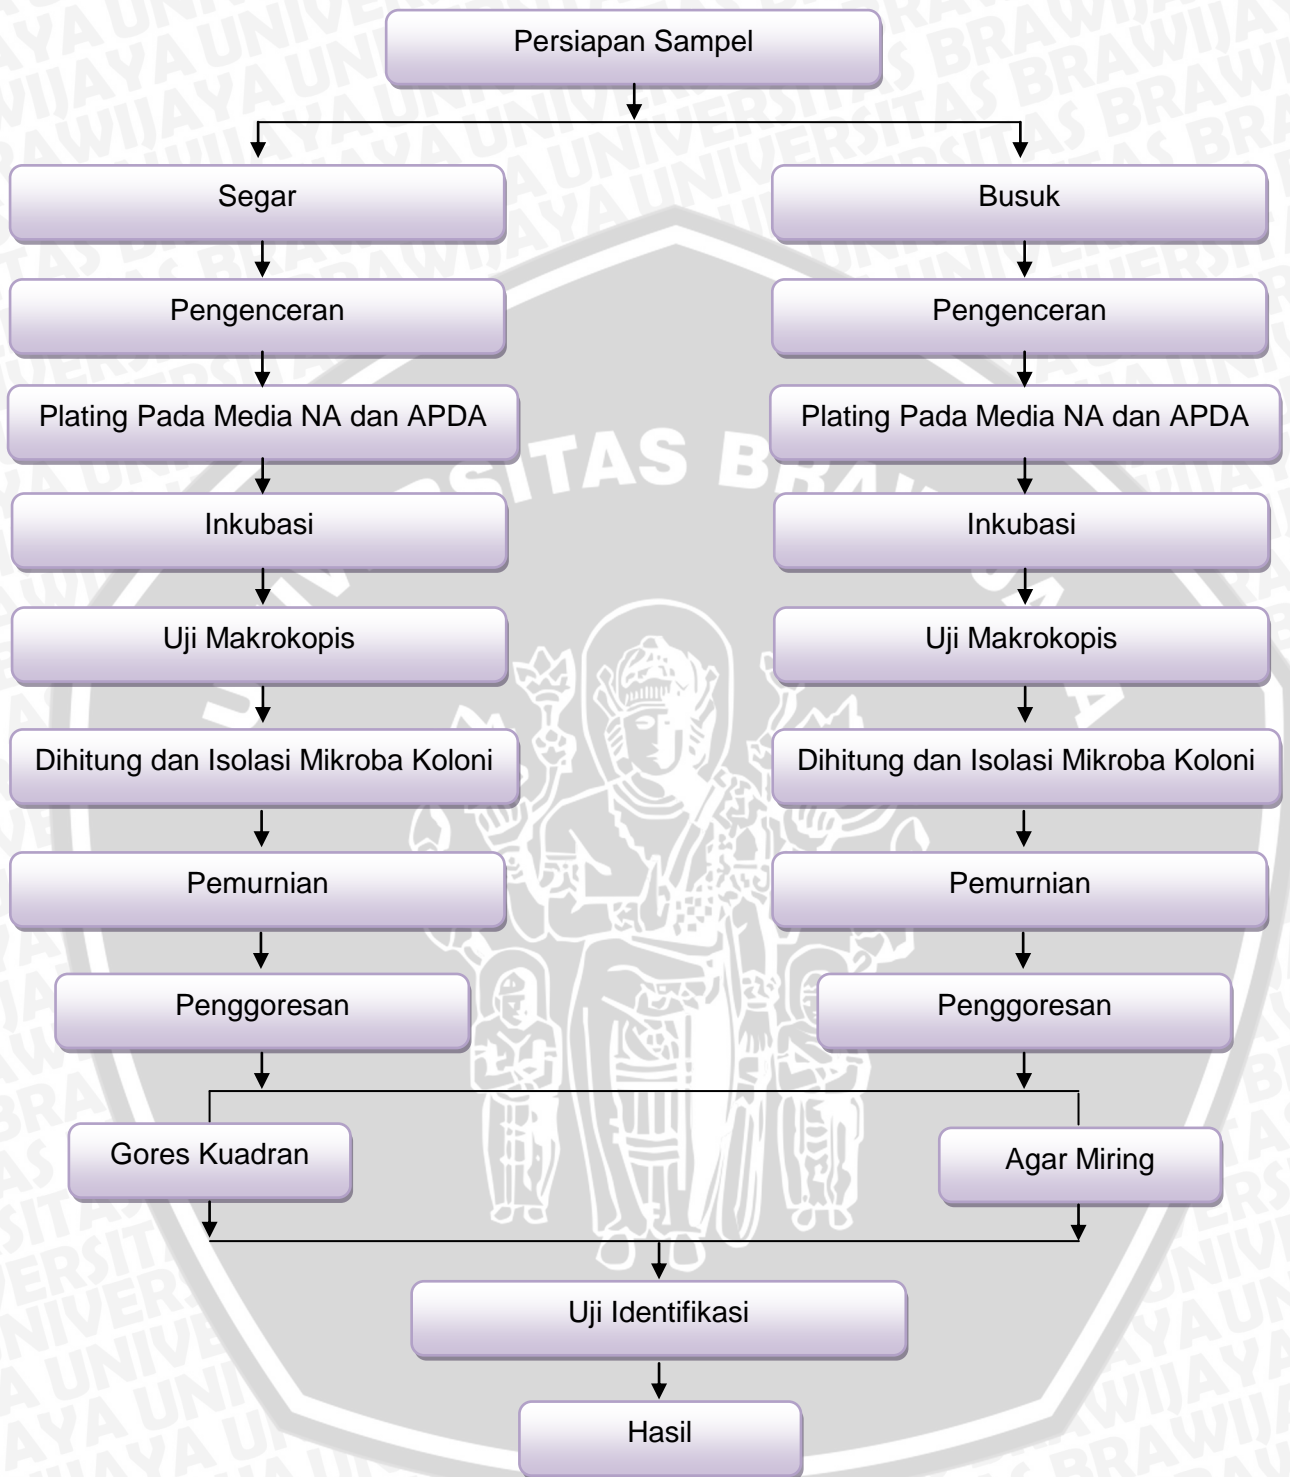 Persiapan Sampel
Segar
Busuk
Pengenceran
Pengenceran
Plating Pada Media NA dan APDA
Plating Pada Media NA dan APDA
Inkubasi
Inkubasi
Uji Makrokopis
Uji Makrokopis
Dihitung dan Isolasi Mikroba Koloni
Dihitung dan Isolasi Mikroba Koloni
Pemurnian
Pemurnian
Penggoresan
Penggoresan
Gores Kuadran
Agar Miring
Uji Identifikasi
Hasil